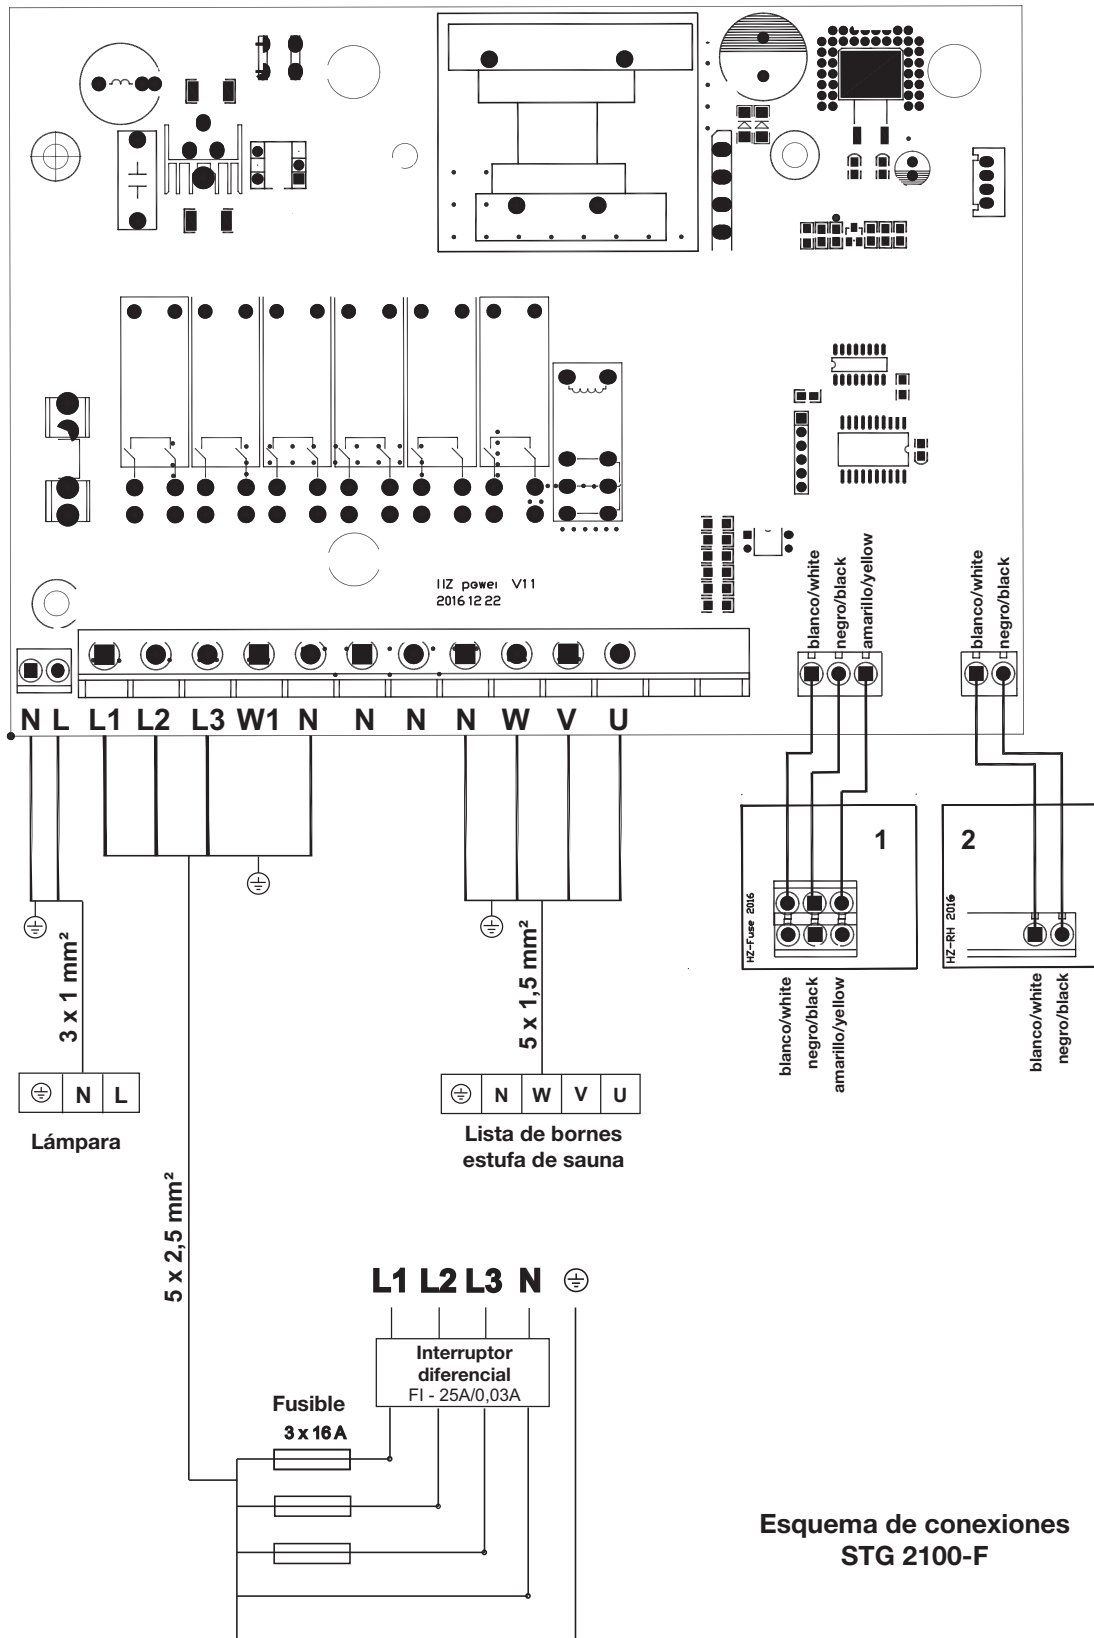 IIZ power V1 1
2016 12 22
blanco/white
negro/black
amarillo/yellow
blanco/white
negro/black
N L L1 L2 L3 W1 N N N N W V U
1
2
HZ-Fuse 2016
HZ-RH 2016
blanco/white
negro/black
amarillo/yellow
blanco/white
negro/black
3 x 1 mm²
5 x 1,5 mm²
N L
Lámpara
N W V U
Lista de bornes
estufa de sauna
5 x 2,5 mm²
L1 L2 L3 N
Interruptor
diferencial
FI - 25A/0,03A
Fusible
3 x 16 A
Esquema de conexiones
STG 2100-F